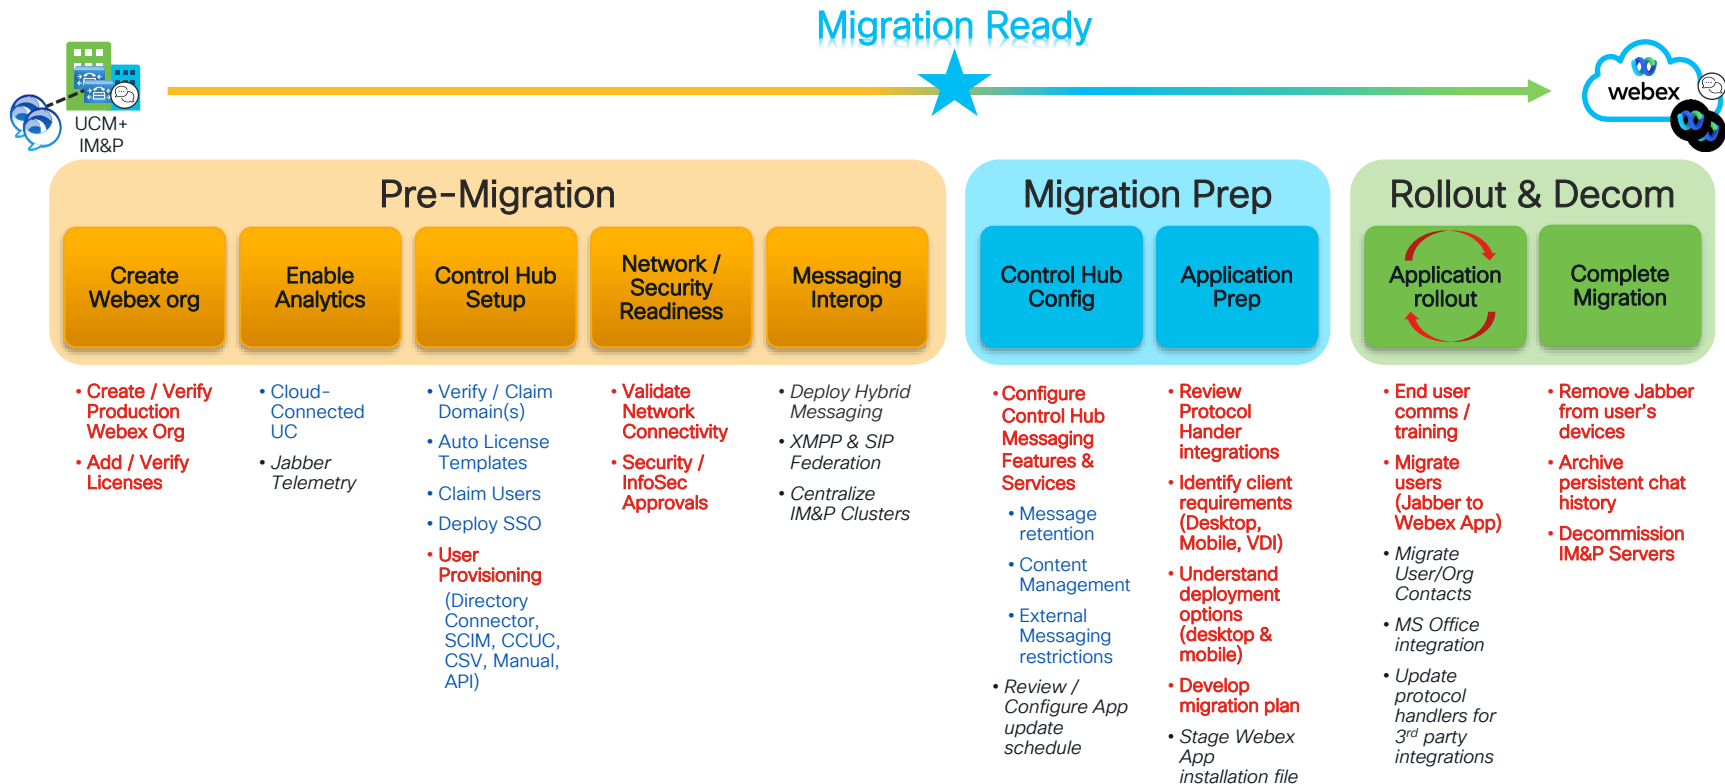 Migration Ready
UCM+
IM&P
webex
Pre-Migration
Create
Webex org
Enable
Analytics
Control Hub
Setup
Network /
Security
Readiness
Messaging
Interop
• Create / Verify
Production
Webex Org
• Add / Verify
Licenses
• Cloud-
Connected
UC
• Jabber
Telemetry
• Verify / Claim
Domain(s)
• Auto License
Templates
• Claim Users
• Deploy SSO
• User
Provisioning
(Directory
Connector,
SCIM, CCUC,
CSV, Manual,
API)
• Validate
Network
Connectivity
• Security /
InfoSec
Approvals
• Deploy Hybrid
Messaging
• XMPP & SIP
Federation
• Centralize
IM&P Clusters
Migration Prep
Control Hub
Config
Application
Prep
• Configure
Control Hub
Messaging
Features &
Services
• Message
retention
• Content
Management
• External
Messaging
restrictions
• Review /
Configure App
update
schedule
• Review
Protocol
Hander
integrations
• Identify client
requirements
(Desktop,
Mobile, VDI)
• Understand
deployment
options
(desktop &
mobile)
• Develop
migration plan
• Stage Webex
App
installation file
Rollout & Decom
Application
rollout
Complete
Migration
• End user
comms /
training
• Migrate
users
(Jabber to
Webex App)
• Migrate
User/Org
Contacts
• MS Office
integration
• Update
protocol
handlers for
3rd party
integrations
• Remove Jabber
from user's
devices
• Archive
persistent chat
history
• Decommission
IM&P Servers